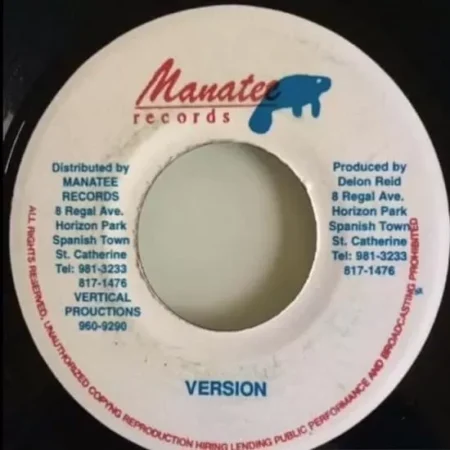 Manatee
records
Distributed by
MANATEE
RECORDS
8 Regal Ave.
Horizon Park
Spanish Town
St. Catherine
Tel: 981-3233
817-1476
VERTICAL
PROUCTIONS
960-9290
Produced by
Delon Reid
8 Regal Ave.
Horizon Park
Spanish Town
St. Catherine
Tel: 981-3233
817-1476
VERSION
ALL RIGHTS RESERVED, UNAUTHORIZED COPYNG REPRODUCTION HIRING LENDING PUBLIC PERFORMANCE AND BROADCASTING PROHIBITED